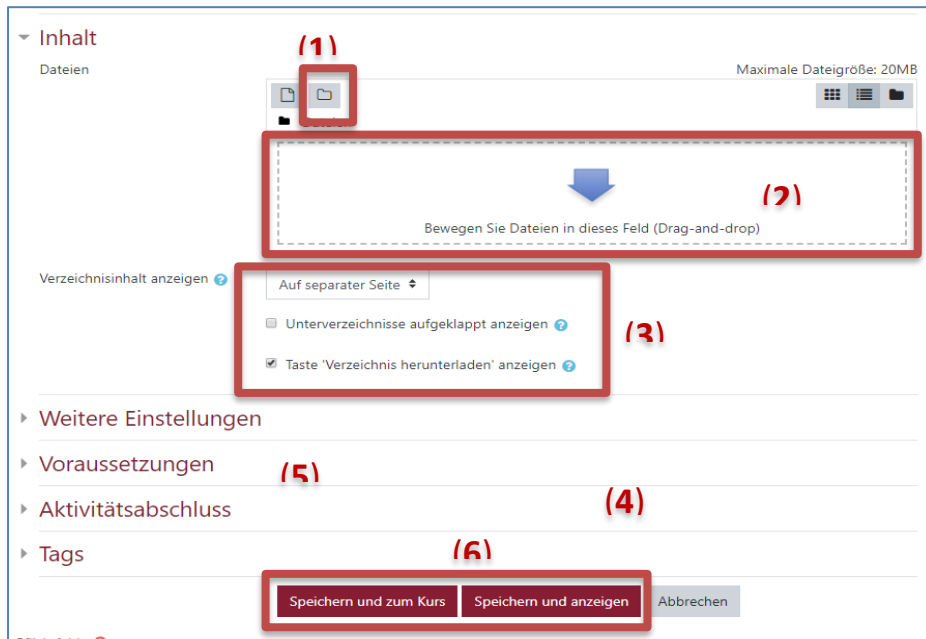 Inhalt
(1)
Dateien
Maximale Dateigröße: 20MB
(2)
Bewegen Sie Dateien in dieses Feld (Drag-and-drop)
Verzeichnisinhalt anzeigen
Auf separater Seite
Unterverzeichnisse aufgeklappt anzeigen
(3)
Taste 'Verzeichnis herunterladen' anzeigen
Weitere Einstellungen
Voraussetzungen
(5)
Aktivitätsabschluss
(4)
Tags
(6)
Speichern und zum Kurs
Speichern und anzeigen
Abbrechen